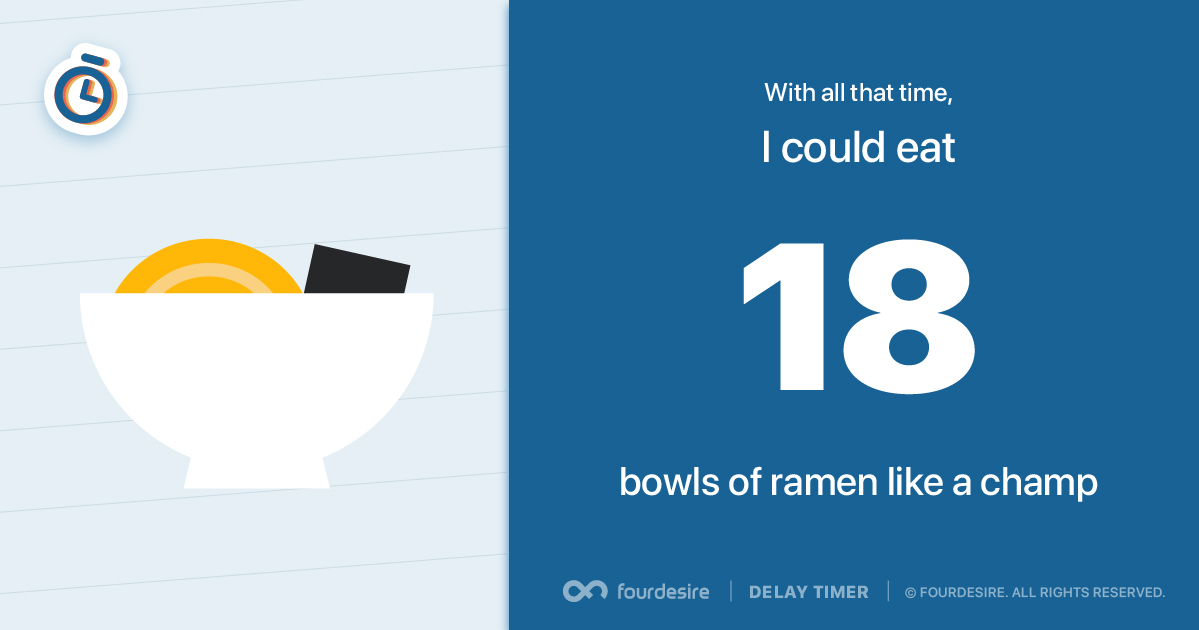 With all that time,
I could eat
18
bowls of ramen like a champ
fourdesire | DELAY TIMER | © FOURDESIRE. ALL RIGHTS RESERVED.